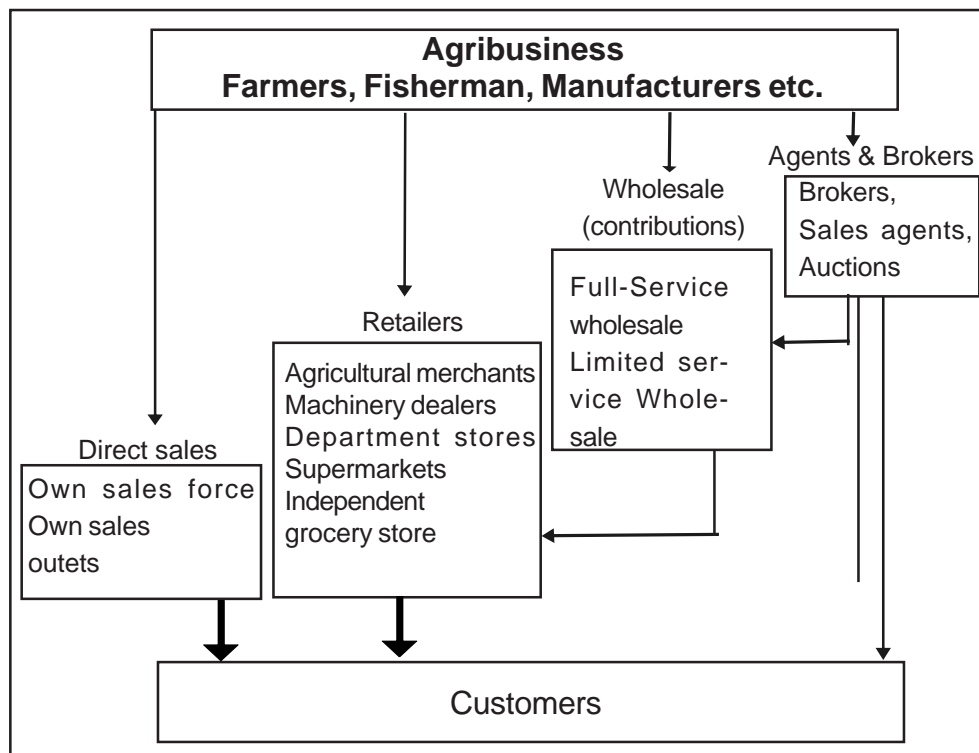 Agribusiness
Farmers, Fisherman, Manufacturers etc.
Agents & Brokers
Brokers,
Sales agents,
Auctions
Wholesale
(contributions)
Full-Service
wholesale
Limited ser-
vice Whole-
sale
Retailers
Agricultural merchants
Machinery dealers
Department stores
Supermarkets
Independent
grocery store
Direct sales
Own sales force
Own sales
outets
Customers